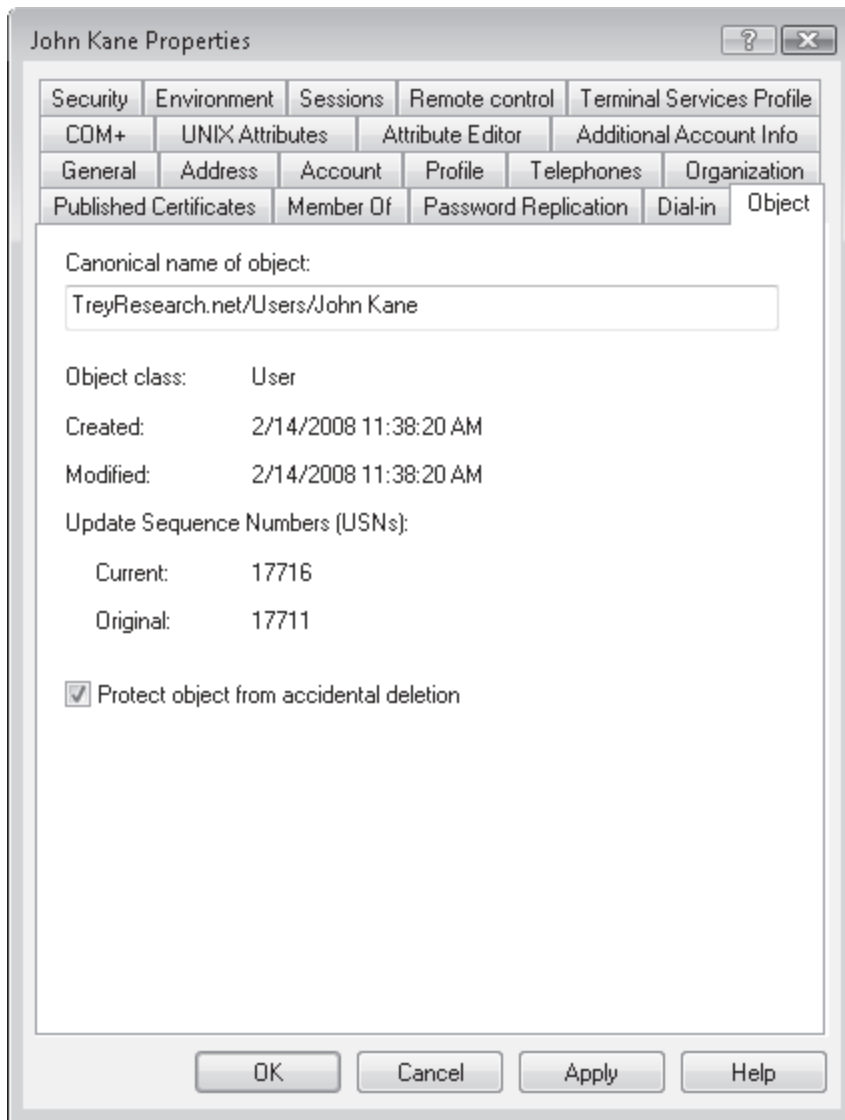 John Kane Properties
Security Environment Sessions Remote control Terminal Services Profile
COM+ UNIX Attributes Attribute Editor Additional Account Info
General Address Account Profile Telephones Organization
Published Certificates Member Of Password Replication Dial-in Object
Canonical name of object:
TreyResearch.net/Users/John Kane
Object class: User
Created: 2/14/2008 11:38:20 AM
Modified: 2/14/2008 11:38:20 AM
Update Sequence Numbers (USNs):
Current: 17716
Original: 17711
Protect object from accidental deletion
OK Cancel Apply Help